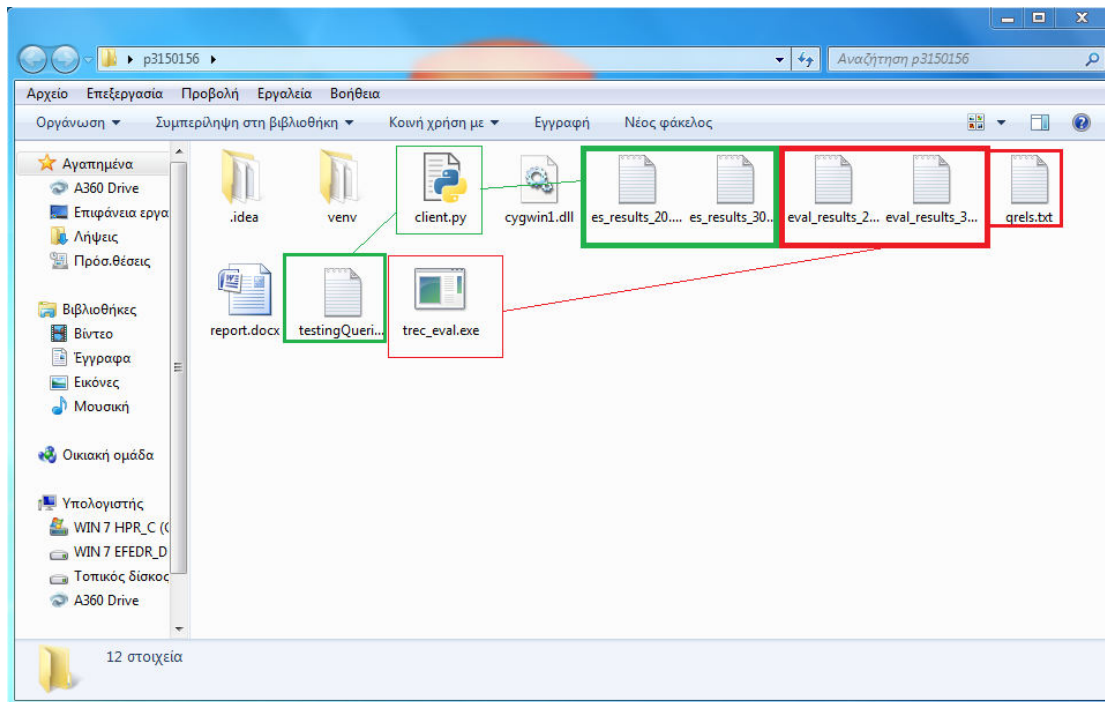 p3150156
Αναζήτηση p3150156
Αρχείο Επεξεργασία Προβολή Εργαλεία Βοήθεια
Οργάνωση Συμπερίληψη στη βιβλιοθήκη Κοινή χρήση με Εγγραφή Νέος φάκελος
Αγαπημένα
A360 Drive
Επιφάνεια εργα
Λήψεις
Πρόσ.θέσεις
Βιβλιοθήκες
Βίντεο
Έγγραφα
Εικόνες
Μουσική
Οικιακή ομάδα
Υπολογιστής
WIN 7 HPR_C (C
WIN 7 EFEDR_D
Τοπικός δίσκος
A360 Drive
.idea venv client.py cygwin1.dll es_results_20.... es_results_30... eval_results_2... eval_results_3... qrels.txt
report.docx testingQueri... trec_eval.exe
12 στοιχεία